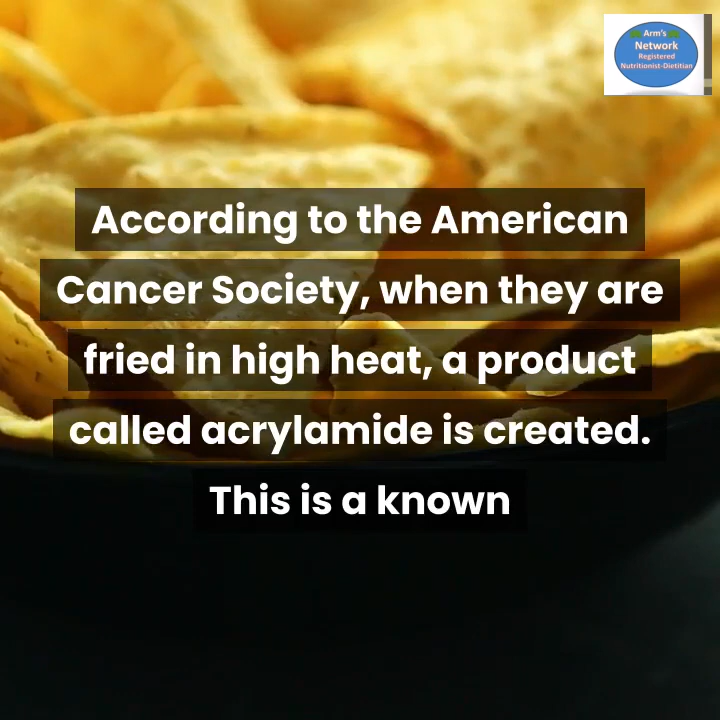 Arm's
Network
Registered
Nutritionist-Dietitian
According to the American
Cancer Society, when they are
fried in high heat, a product
called acrylamide is created.
This is a known